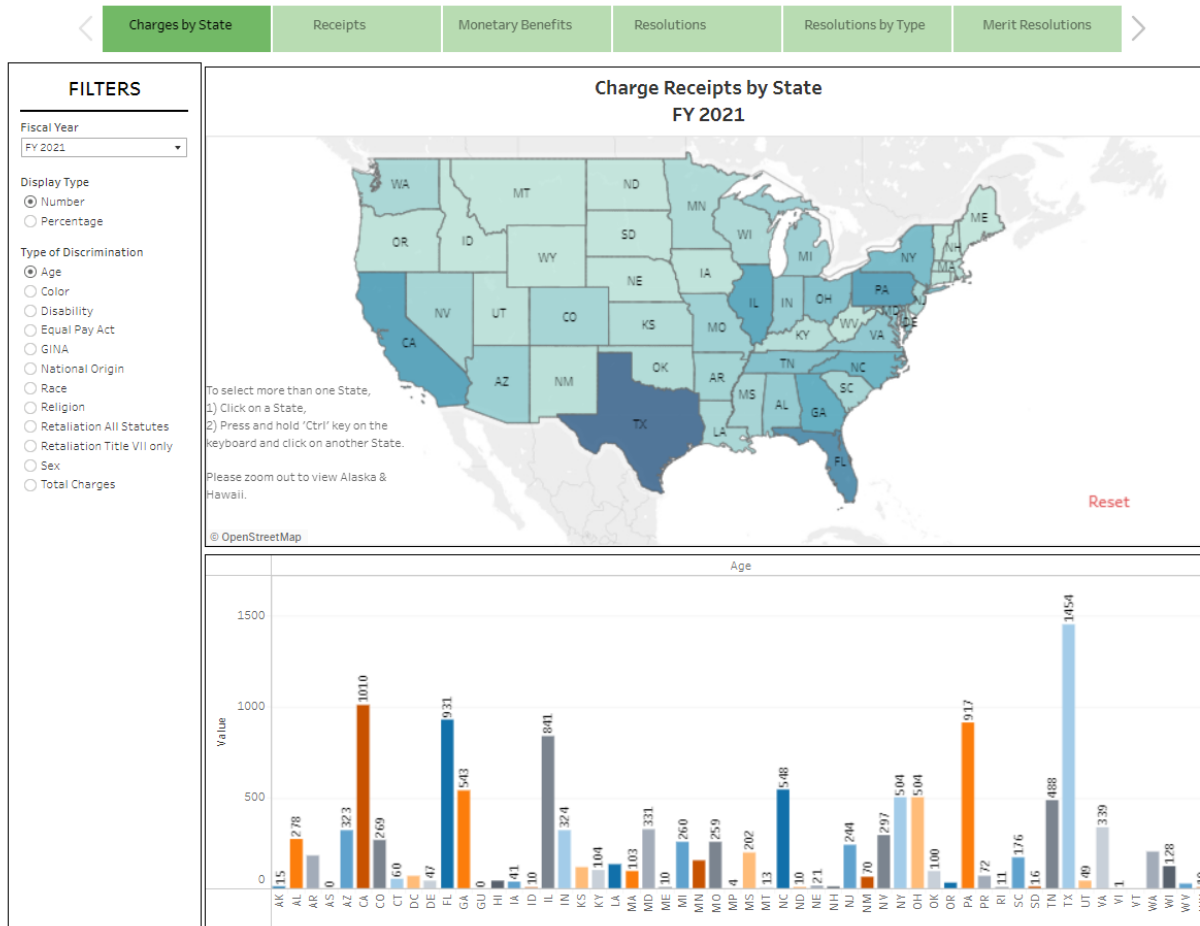 Charges by State
Receipts
Monetary Benefits
Resolutions
Resolutions by Type
Merit Resolutions
FILTERS
Fiscal Year
FY 2021
Display Type
Number
Percentage
Type of Discrimination
Age
Color
Disability
Equal Pay Act
GINA
National Origin
Race
Religion
Retaliation All Statutes
Retaliation Title VII only
Sex
Total Charges
Charge Receipts by State
FY 2021
WA
MT
ND
MN
ME
OR
ID
SD
WI
NH
WY
MI
NY
MA
NE
IA
PA
NV
UT
CO
IL
IN
OH
NJ
MD
DE
CA
KS
MO
KY
WV
VA
AZ
NM
OK
AR
TN
NC
MS
AL
GA
SC
TX
LA
FL
To select more than one State,
1) Click on a State,
2) Press and hold 'Ctrl' key on the
keyboard and click on another State.
Please zoom out to view Alaska &
Hawaii.
Reset
© OpenStreetMap
Age
Value
1500
1000
500
0
15
278
0
323
1010
269
60
47
931
543
0
41
10
841
324
104
103
331
10
260
259
4
202
13
548
10
21
244
70
297
504
504
100
917
72
11
176
16
488
1454
49
339
1
128
AK
AL
AR
AS
AZ
CA
CO
CT
DC
DE
FL
GA
GU
HI
IA
ID
IL
IN
KS
KY
LA
MA
MD
ME
MI
MN
MO
MP
MS
MT
NC
ND
NE
NH
NJ
NM
NV
NY
OH
OK
OR
PA
PR
RI
SC
SD
TN
TX
UT
VA
VI
VT
WA
WI
WV